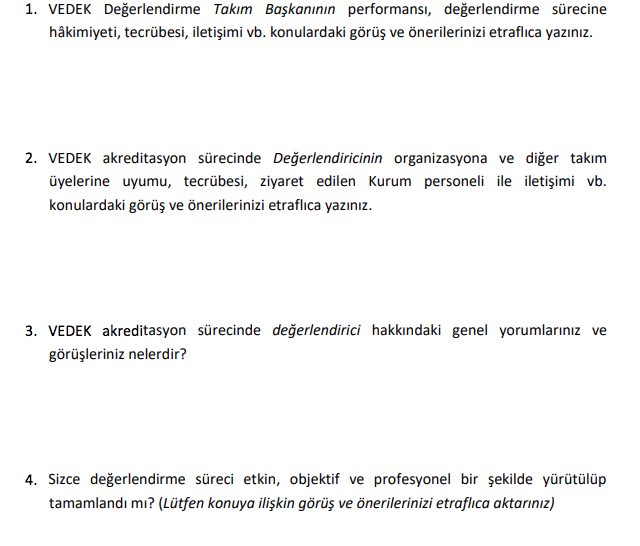 1. VEDEK Değerlendirme Takım Başkanının performansı, değerlendirme sürecine
hâkimiyeti, tecrübesi, iletişimi vb. konulardaki görüş ve önerilerinizi etraflıca yazınız.
2. VEDEK akreditasyon sürecinde Değerlendiricinin organizasyona ve diğer takım
üyelerine uyumu, tecrübesi, ziyaret edilen Kurum personeli ile iletişimi vb.
konulardaki görüş ve önerilerinizi etraflıca yazınız.
3. VEDEK akreditasyon sürecinde değerlendirici hakkındaki genel yorumlarınız ve
görüşleriniz nelerdir?
4. Sizce değerlendirme süreci etkin, objektif ve profesyonel bir şekilde yürütülüp
tamamlandı mı? (Lütfen konuya ilişkin görüş ve önerilerinizi etraflıca aktarınız)